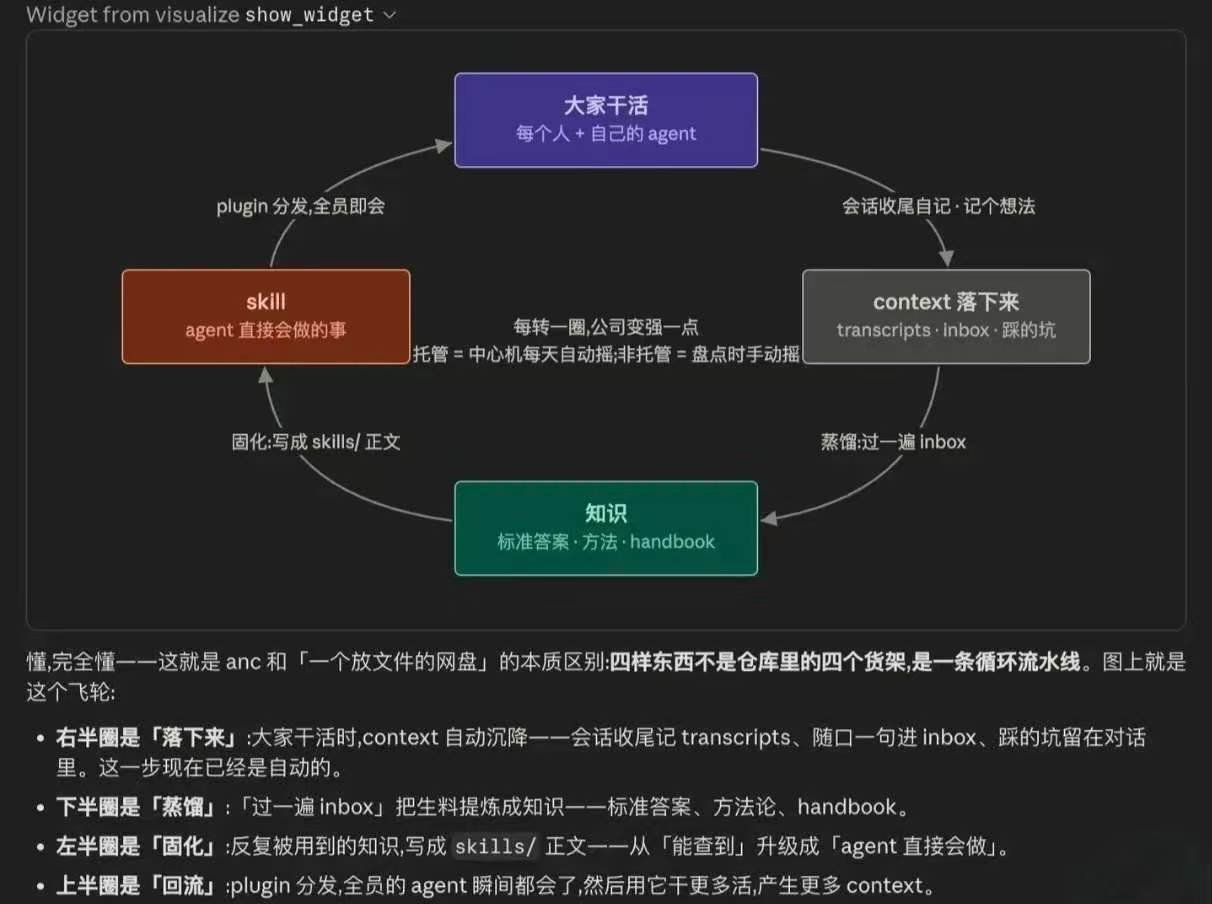 Widget from visualize show_widget
大家干活
每个人 + 自己的 agent
plugin 分发,全员即会
会话收尾自记 · 记个想法
skill
agent 直接会做的事
context 落下来
transcripts · inbox · 踩的坑
每转一圈,公司变强一点
托管 = 中心机每天自动摇;非托管 = 盘点时手动摇
固化:写成 skills/ 正文
蒸馏:过一遍 inbox
知识
标准答案 · 方法 · handbook
懂,完全懂——这就是 anc 和「一个放文件的网盘」的本质区别:四样东西不是仓库里的四个货架,是一条循环流水线。图上就是
这个飞轮:
• 右半圈是「落下来」:大家干活时,context 自动沉降——会话收尾记 transcripts、随口一句进 inbox、踩的坑留在对话
里。这一步现在已经是自动的。
• 下半圈是「蒸馏」:「过一遍 inbox」把生料提炼成知识——标准答案、方法论、handbook。
• 左半圈是「固化」:反复被用到的知识,写成 skills/ 正文——从「能查到」升级成「agent 直接会做」。
• 上半圈是「回流」:plugin 分发,全员的 agent 瞬间都会了,然后用它干更多活,产生更多 context。